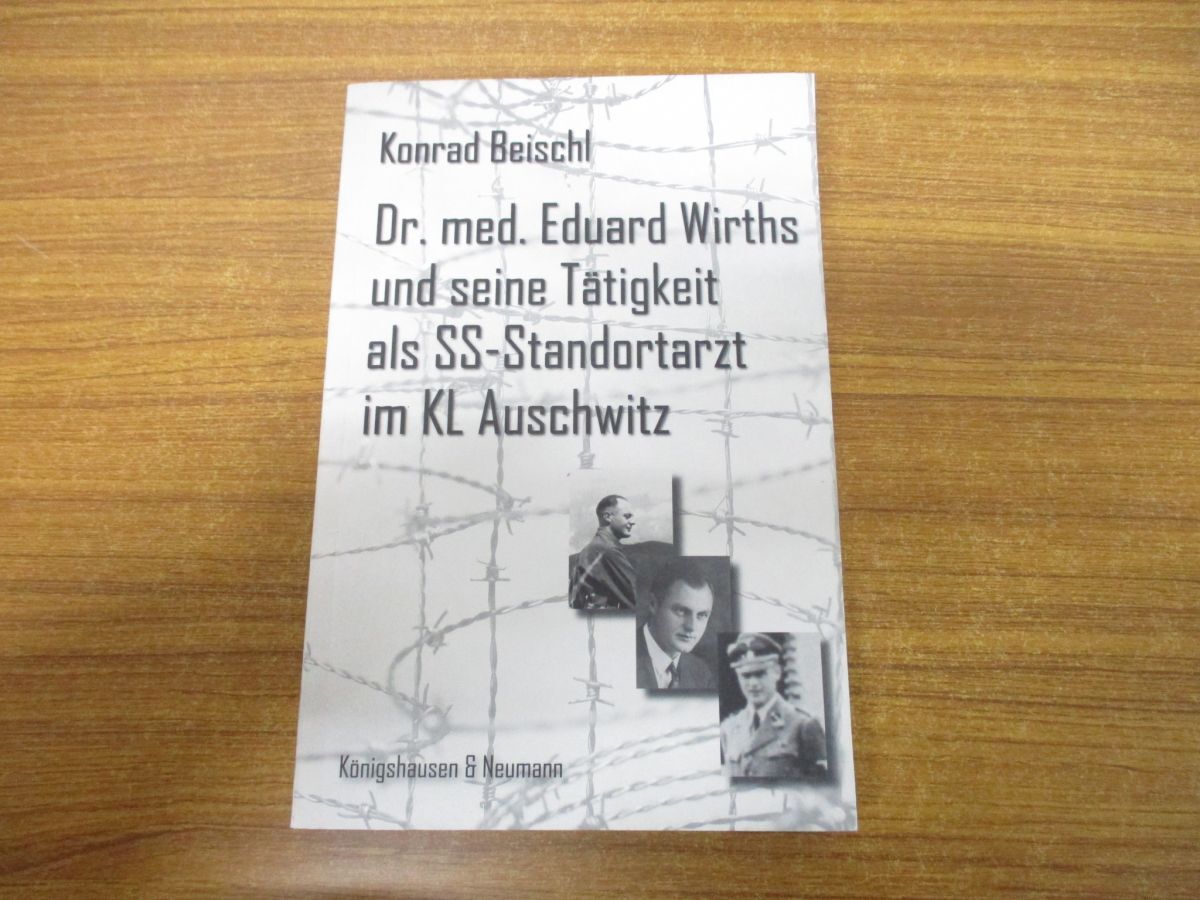 Konrad Beischl
Dr. med. Eduard Wirths
und seine Tätigkeit
als SS-Standortarzt
im KL Auschwitz
Königshausen & Neumann